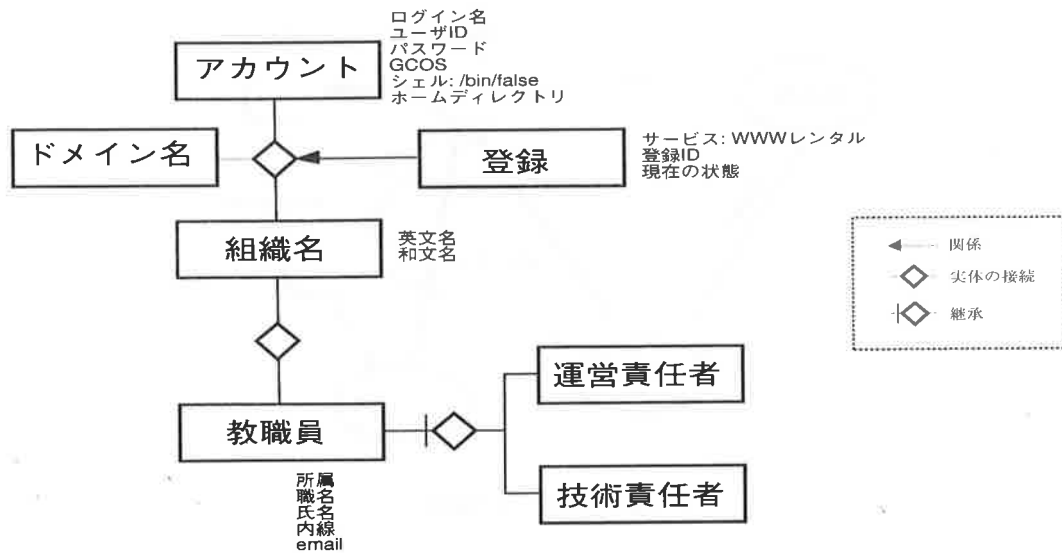 アカウント
ログイン名
ユーザID
パスワード
GCOS
シェル: /bin/false
ホームディレクトリ
ドメイン名
登録
サービス: WWWレンタル
登録ID
現在の状態
組織名
英文名
和文名
関係
実体の接続
継承
運営責任者
教職員
所属
職名
氏名
内線
email
技術責任者